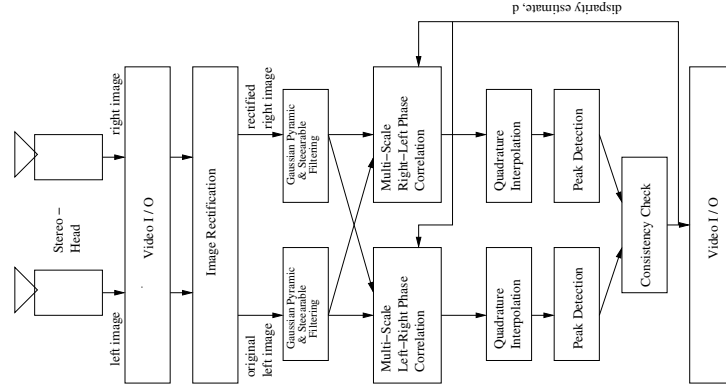 Stereo−
Head
left image
right image
Video I / O
Image Rectification
original
left image
rectified
right image
Gaussian Pyramic
& Steearable
Filtering
Gaussian Pyramic
& Steearable
Filtering
Multi−Scale
Left−Right Phase
Correlation
Multi−Scale
Right−Left Phase
Correlation
Quadrature
Interpolation
Quadrature
Interpolation
Peak Detection
Peak Detection
Consistency Check
disparity estimate, d
Video I / O